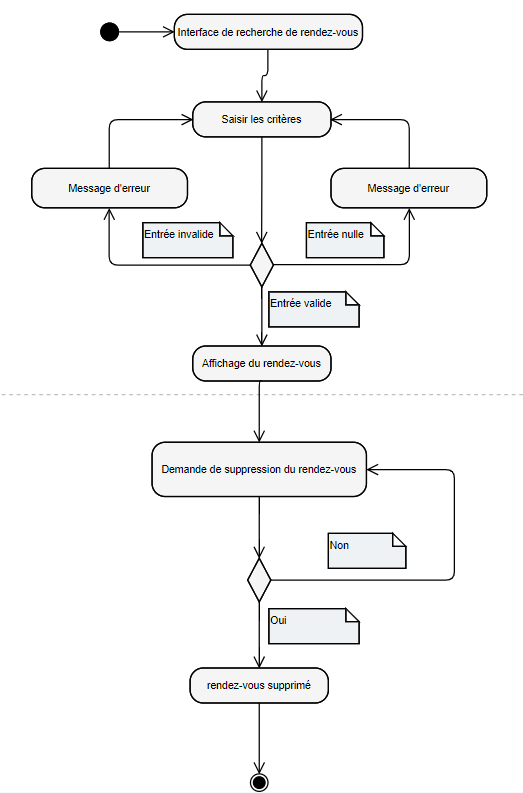 Interface de recherche de rendez-vous
Saisir les critères
Message d'erreur
Message d'erreur
Entrée invalide
Entrée nulle
Entrée valide
Affichage du rendez-vous
Demande de suppression du rendez-vous
Non
Oui
rendez-vous supprimé